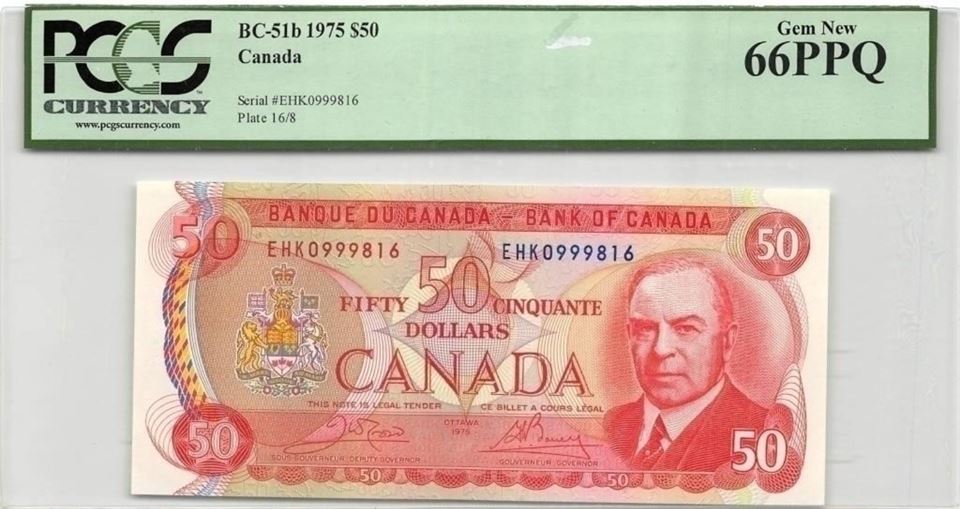 PCGS
CURRENCY
www.pcgscurrency.com
BC-51b 1975 $50
Canada
Serial #EHK0999816
Plate 16/8
Gem New
66PPQ
BANQUE DU CANADA – BANK OF CANADA
50
50
EHK0999816
EHK0999816
FIFTY 50 CINQUANTE
DOLLARS
CANADA
THIS NOTE IS LEGAL TENDER
CE BILLET A COURS LÉGAL
OTTAWA
1975
SOUS-GOUVERNEUR DEPUTY GOVERNOR
GOUVERNEUR GOVERNOR
50
50
50
50